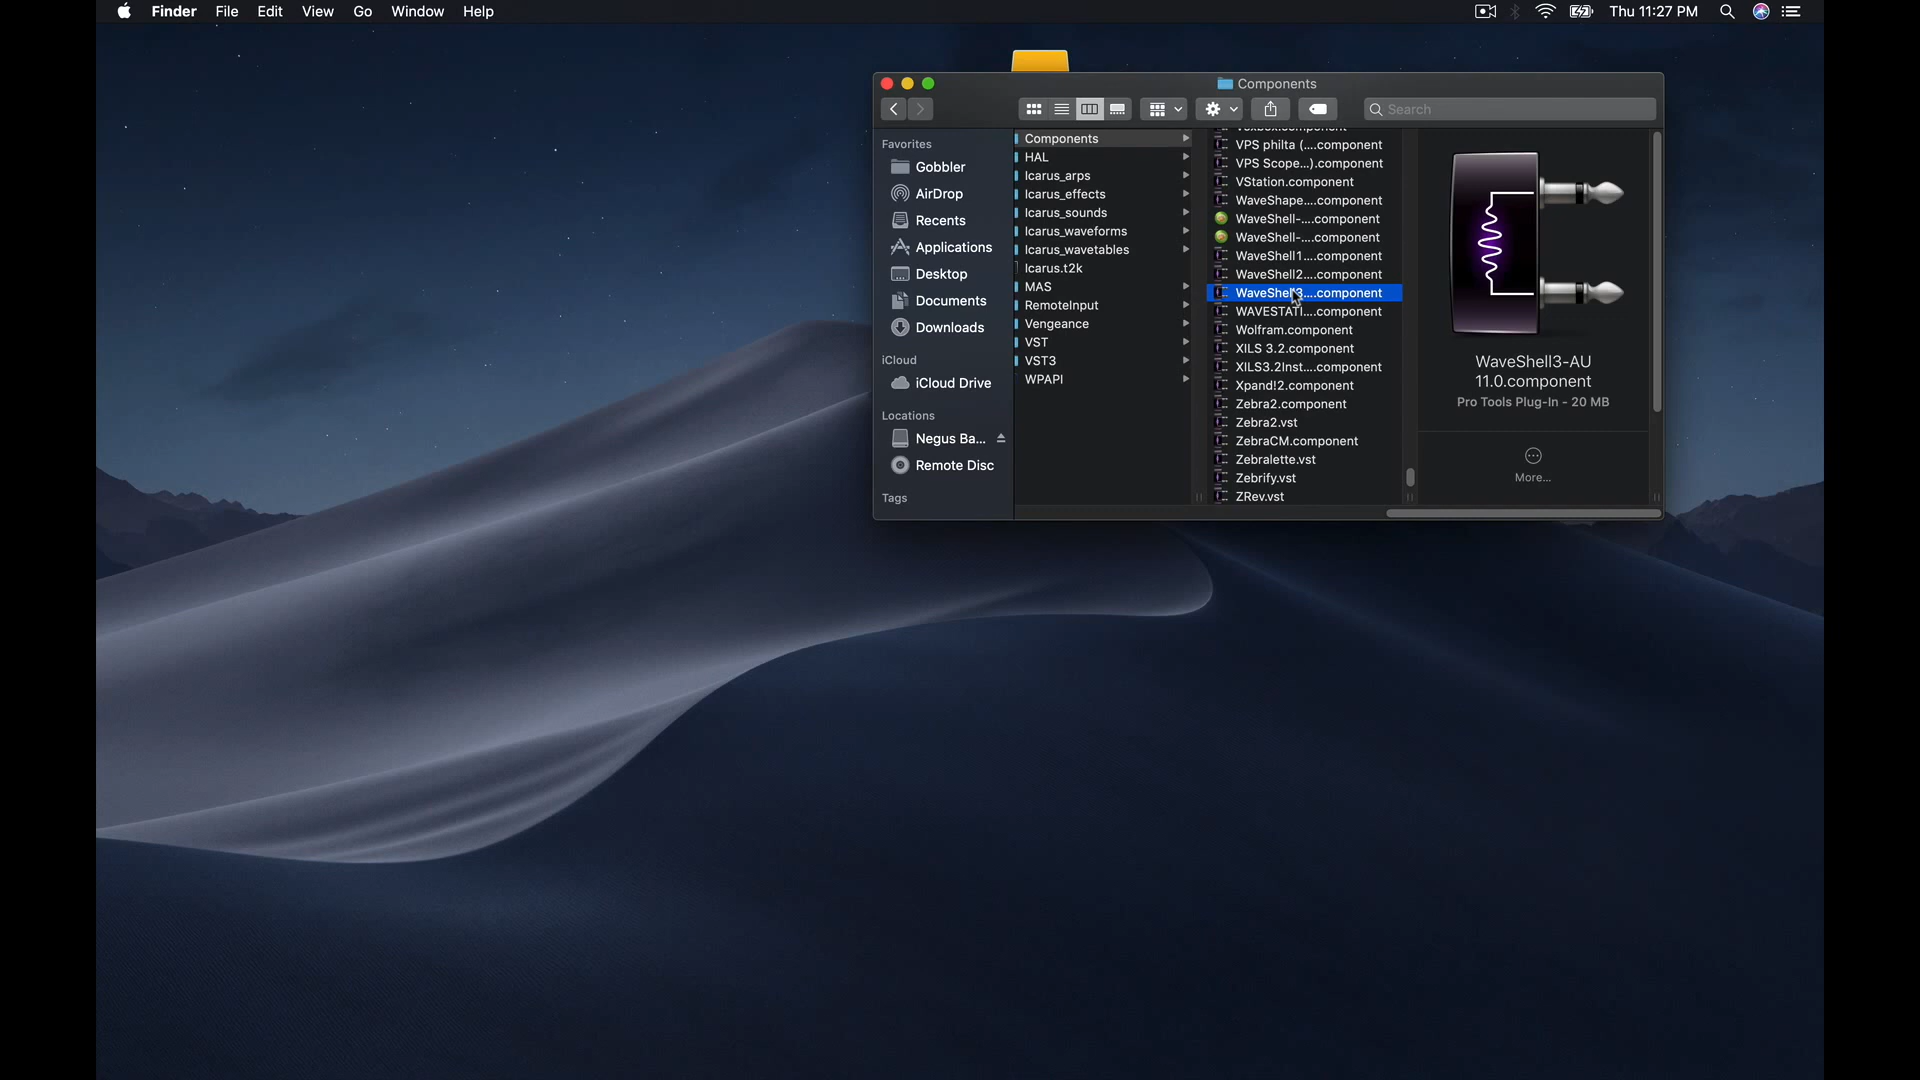 Finder File Edit View Go Window Help
Thu 11:27 PM
Components
Search
Favorites
Gobbler
AirDrop
Recents
Applications
Desktop
Documents
Downloads
iCloud
iCloud Drive
Locations
Negus Ba...
Remote Disc
Tags
Components
HAL
Icarus_arps
Icarus_effects
Icarus_sounds
Icarus_waveforms
Icarus_wavetables
Icarus.t2k
MAS
RemoteInput
Vengeance
VST
VST3
WPAPI
VPS philta (....component
VPS Scope...).component
VStation.component
WaveShape....component
WaveShell-....component
WaveShell-....component
WaveShell1....component
WaveShell2....component
WaveShell3....component
WAVESTATI....component
Wolfram.component
XILS 3.2.component
XILS3.2Inst....component
Xpand!2.component
Zebra2.component
Zebra2.vst
ZebraCM.component
Zebralette.vst
Zebrify.vst
ZRev.vst
WaveShell3-AU
11.0.component
Pro Tools Plug-In - 20 MB
More...